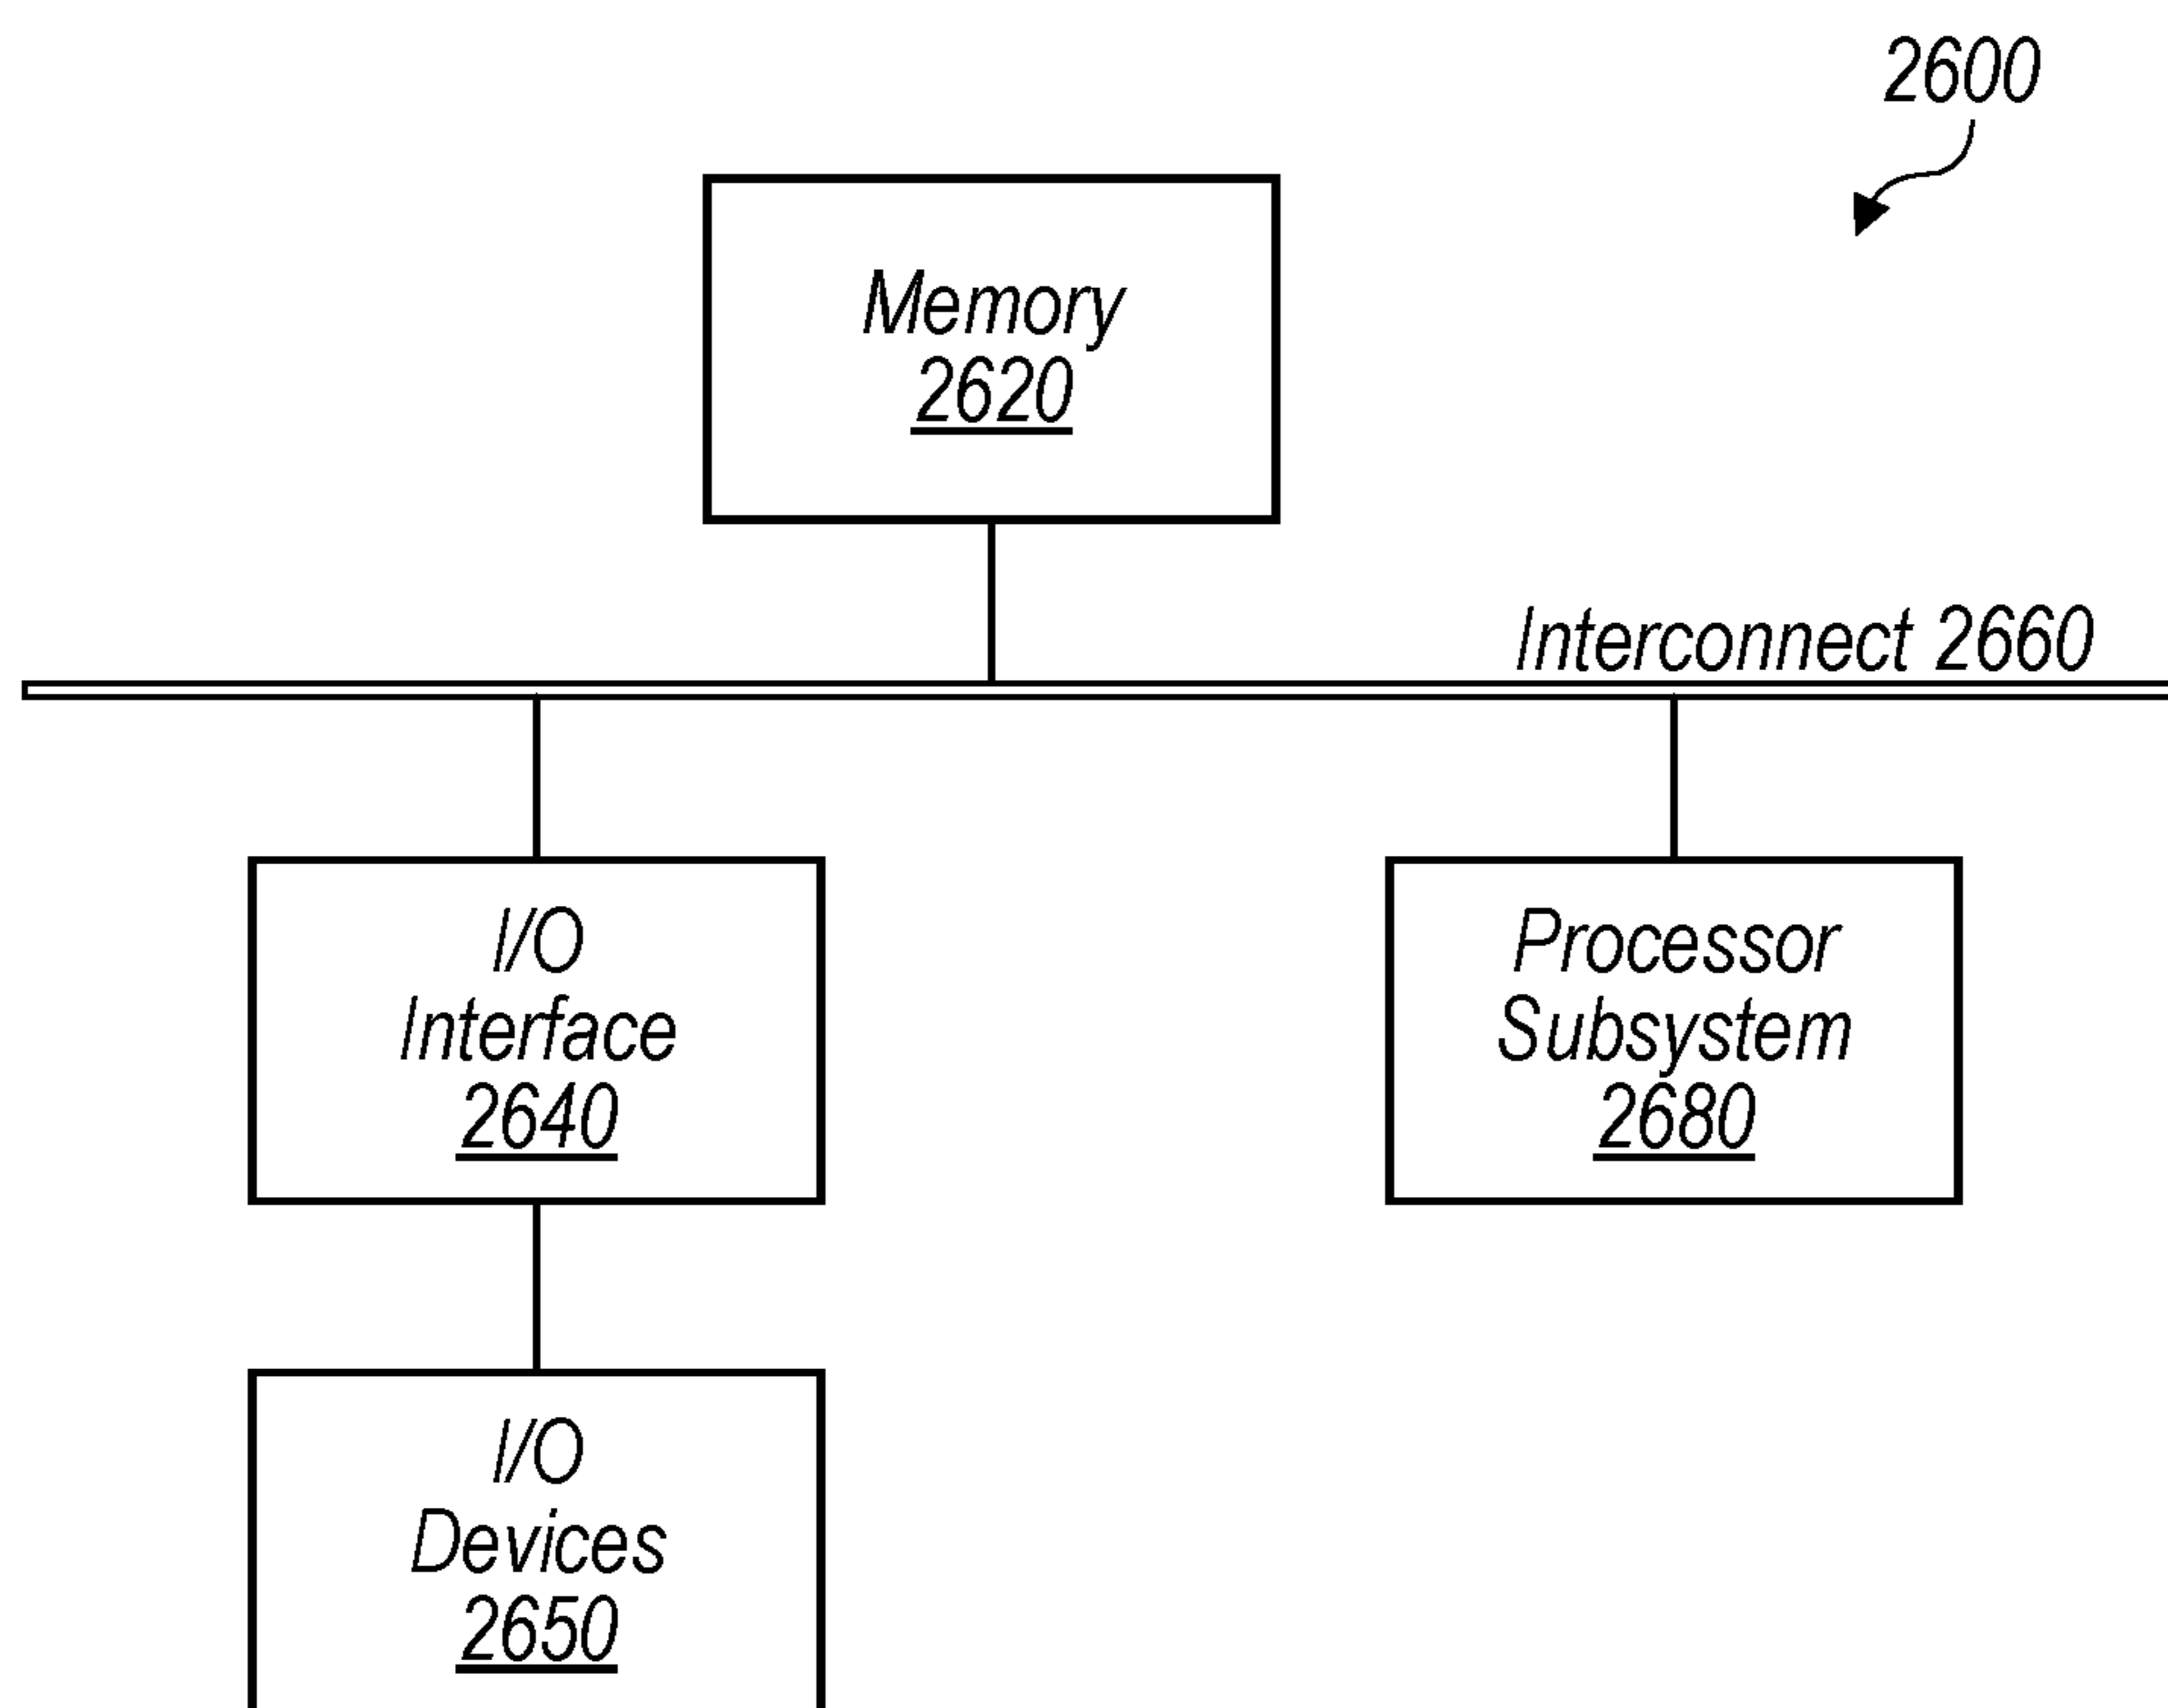 2600
Memory
2620
Interconnect 2660
I/O
Interface
2640
Processor
Subsystem
2680
I/O
Devices
2650